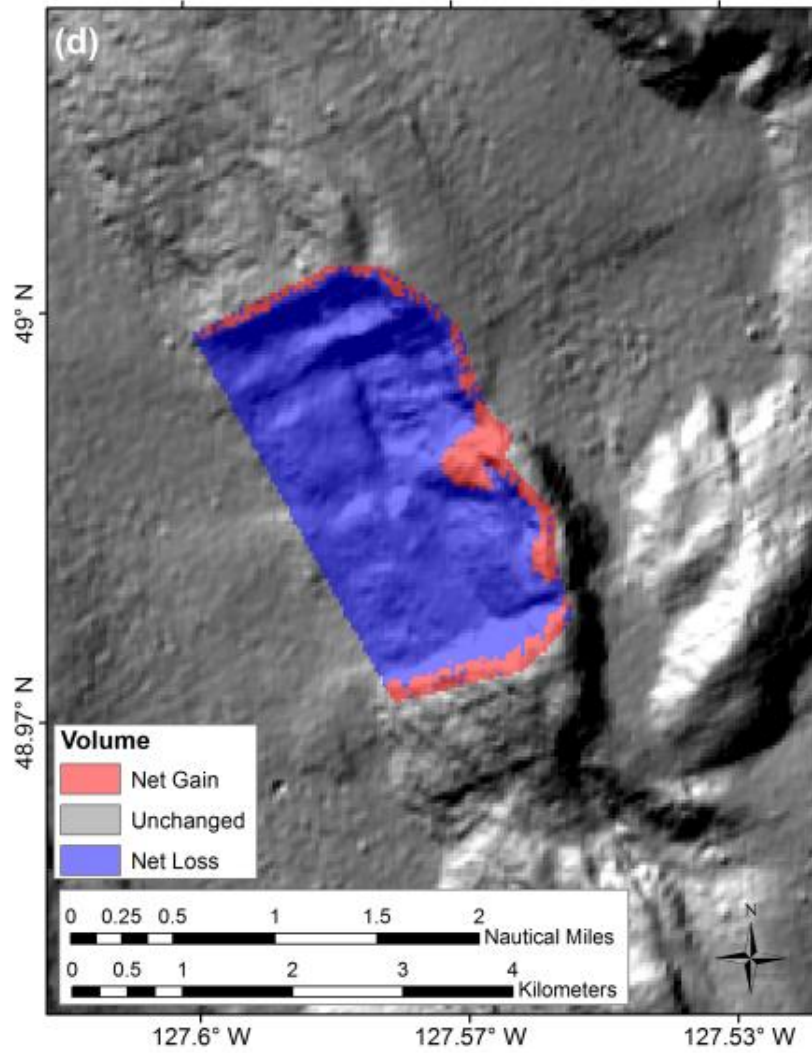 (d)
49° N
48.97° N
Volume
Net Gain
Unchanged
Net Loss
0 0.25 0.5 1 1.5 2
Nautical Miles
0 0.5 1 2 3 4
Kilometers
N
127.6° W 127.57° W 127.53° W